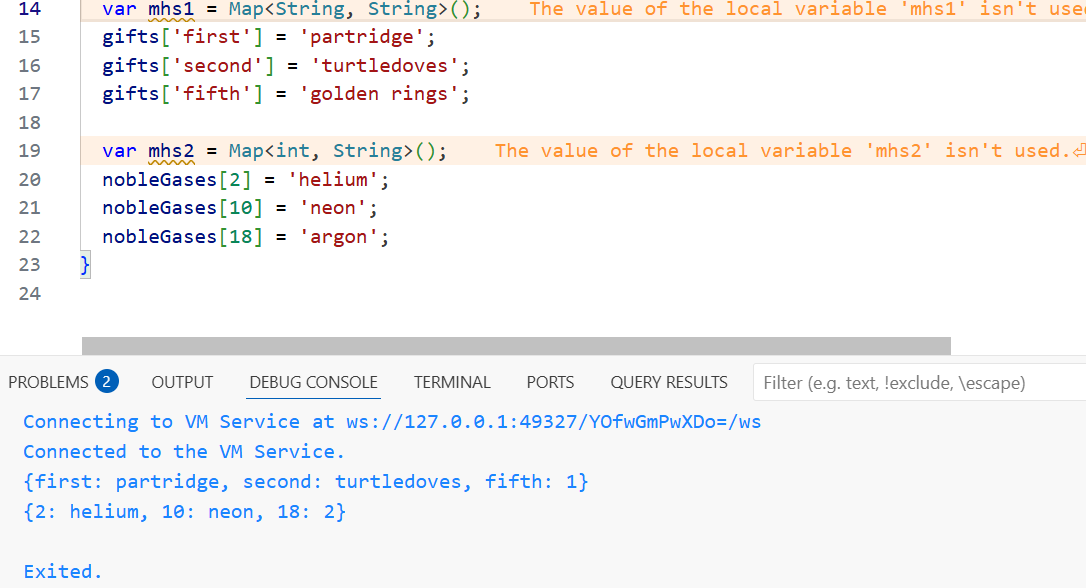 14 var mhs1 = Map<String, String>(); The value of the local variable 'mhs1' isn't use
15 gifts['first'] = 'partridge';
16 gifts['second'] = 'turtledoves';
17 gifts['fifth'] = 'golden rings';
18
19 var mhs2 = Map<int, String>(); The value of the local variable 'mhs2' isn't used.
20 nobleGases[2] = 'helium';
21 nobleGases[10] = 'neon';
22 nobleGases[18] = 'argon';
23 }
24
PROBLEMS 2 OUTPUT DEBUG CONSOLE TERMINAL PORTS QUERY RESULTS Filter (e.g. text, !exclude, \escape)
Connecting to VM Service at ws://127.0.0.1:49327/YOfwGmPwXDo=/ws
Connected to the VM Service.
{first: partridge, second: turtledoves, fifth: 1}
{2: helium, 10: neon, 18: 2}
Exited.